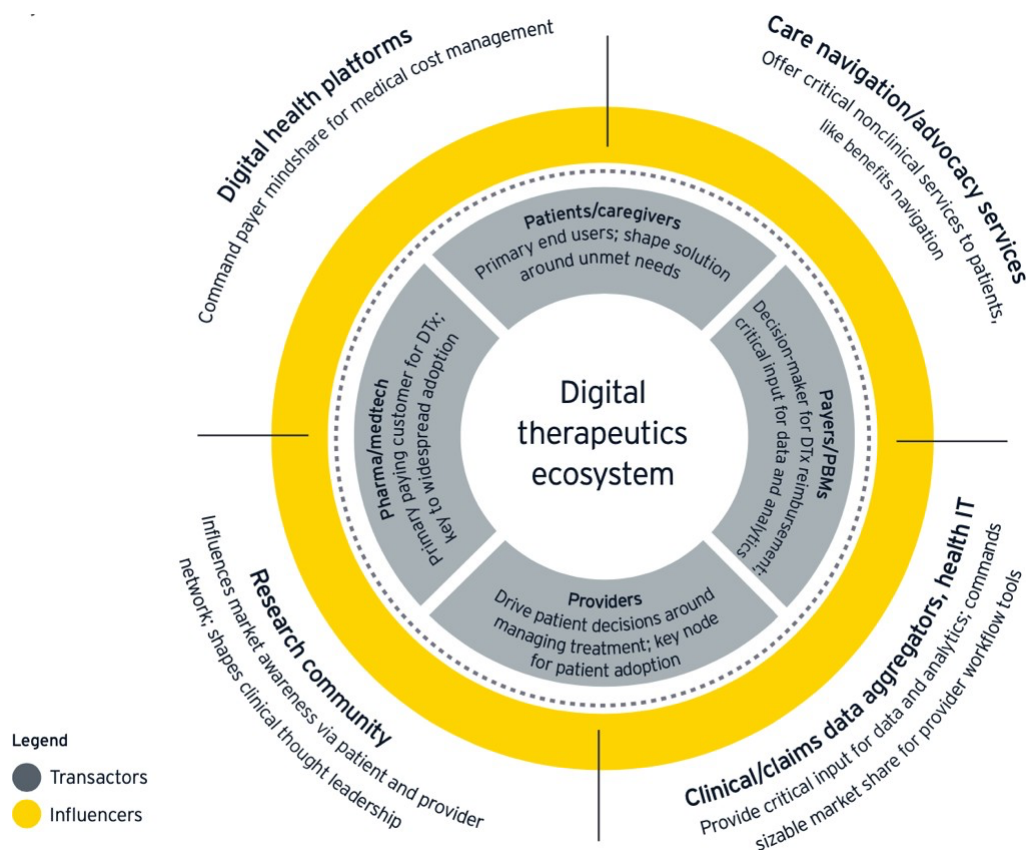 Digital health platforms
Command payer mindshare for medical cost management
Care navigation/advocacy services
Offer critical nonclinical services to patients,
like benefits navigation
Patients/caregivers
Primary end users; shape solution
around unmet needs
Pharma/medtech
Primary paying customer for DTx;
key to widespread adoption
Digital
therapeutics
ecosystem
Payers/PBMs
Decision-maker for DTx reimbursement;
critical input for data and analytics
Providers
Drive patient decisions around
managing treatment; key node
for patient adoption
Research community
Influences market awareness via patient and provider
network; shapes clinical thought leadership
Clinical/claims data aggregators, health IT
Provide critical input for data and analytics; commands
sizable market share for provider workflow tools
Legend
Transactors
Influencers